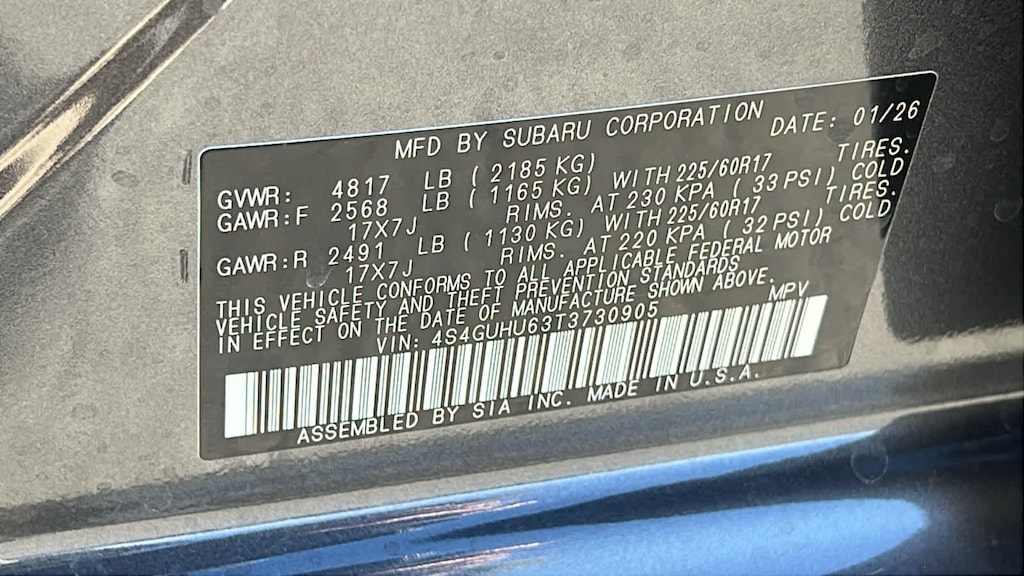 MFD BY SUBARU CORPORATION DATE: 01/26
GVWR: 4817 LB ( 2185 KG)
GAWR:F 2568 LB ( 1165 KG) WITH 225/60R17 TIRES.
17X7J RIMS. AT 230 KPA ( 33 PSI) COLD
GAWR:R 2491 LB ( 1130 KG) WITH 225/60R17 TIRES.
17X7J RIMS. AT 220 KPA ( 32 PSI) COLD
THIS VEHICLE CONFORMS TO ALL APPLICABLE FEDERAL MOTOR
VEHICLE SAFETY AND THEFT PREVENTION STANDARDS
IN EFFECT ON THE DATE OF MANUFACTURE SHOWN ABOVE.
VIN: 4S4GUHU63T3730905 MPV
ASSEMBLED BY SIA INC. MADE IN U.S.A.